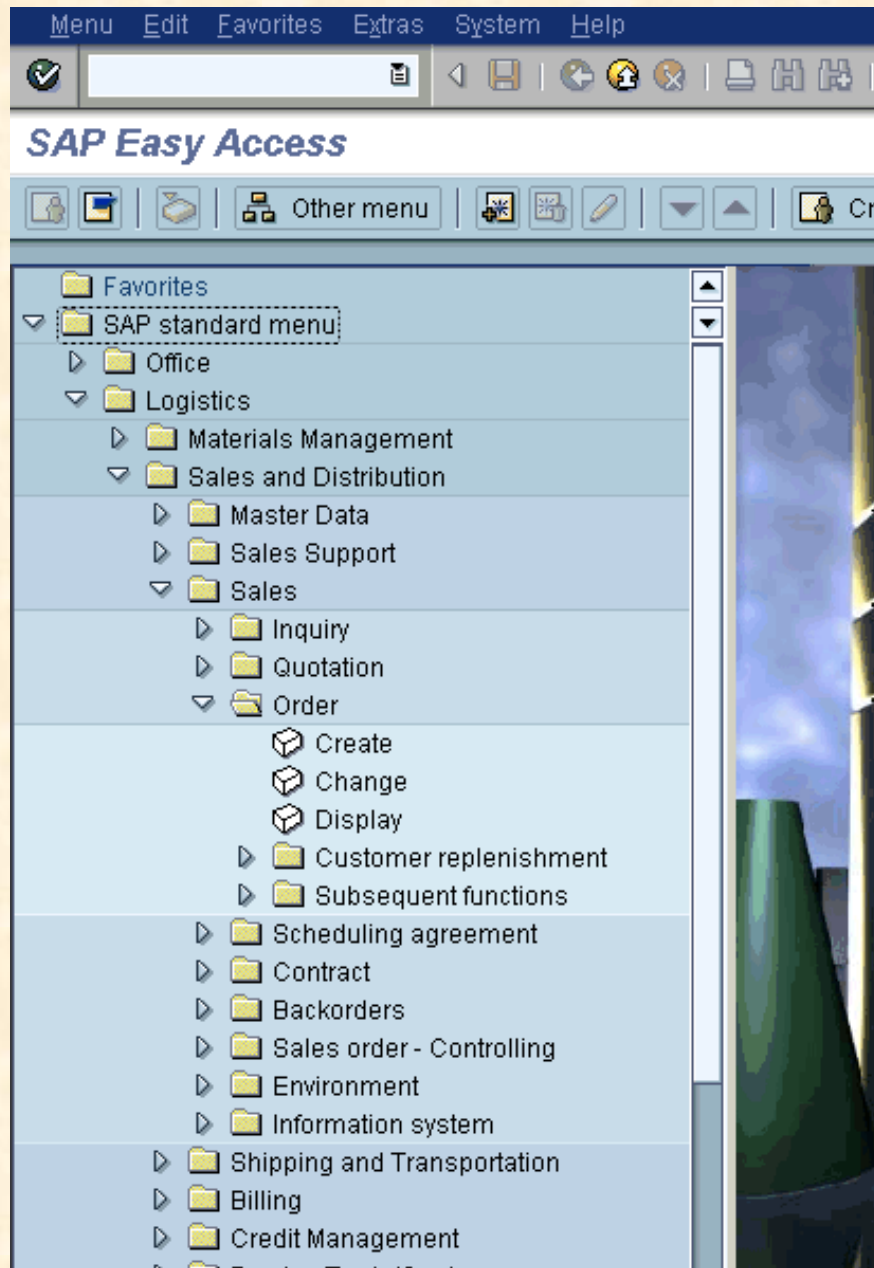 Menu Edit Favorites Extras System Help
SAP Easy Access
Other menu
Favorites
SAP standard menu
Office
Logistics
Materials Management
Sales and Distribution
Master Data
Sales Support
Sales
Inquiry
Quotation
Order
Create
Change
Display
Customer replenishment
Subsequent functions
Scheduling agreement
Contract
Backorders
Sales order - Controlling
Environment
Information system
Shipping and Transportation
Billing
Credit Management